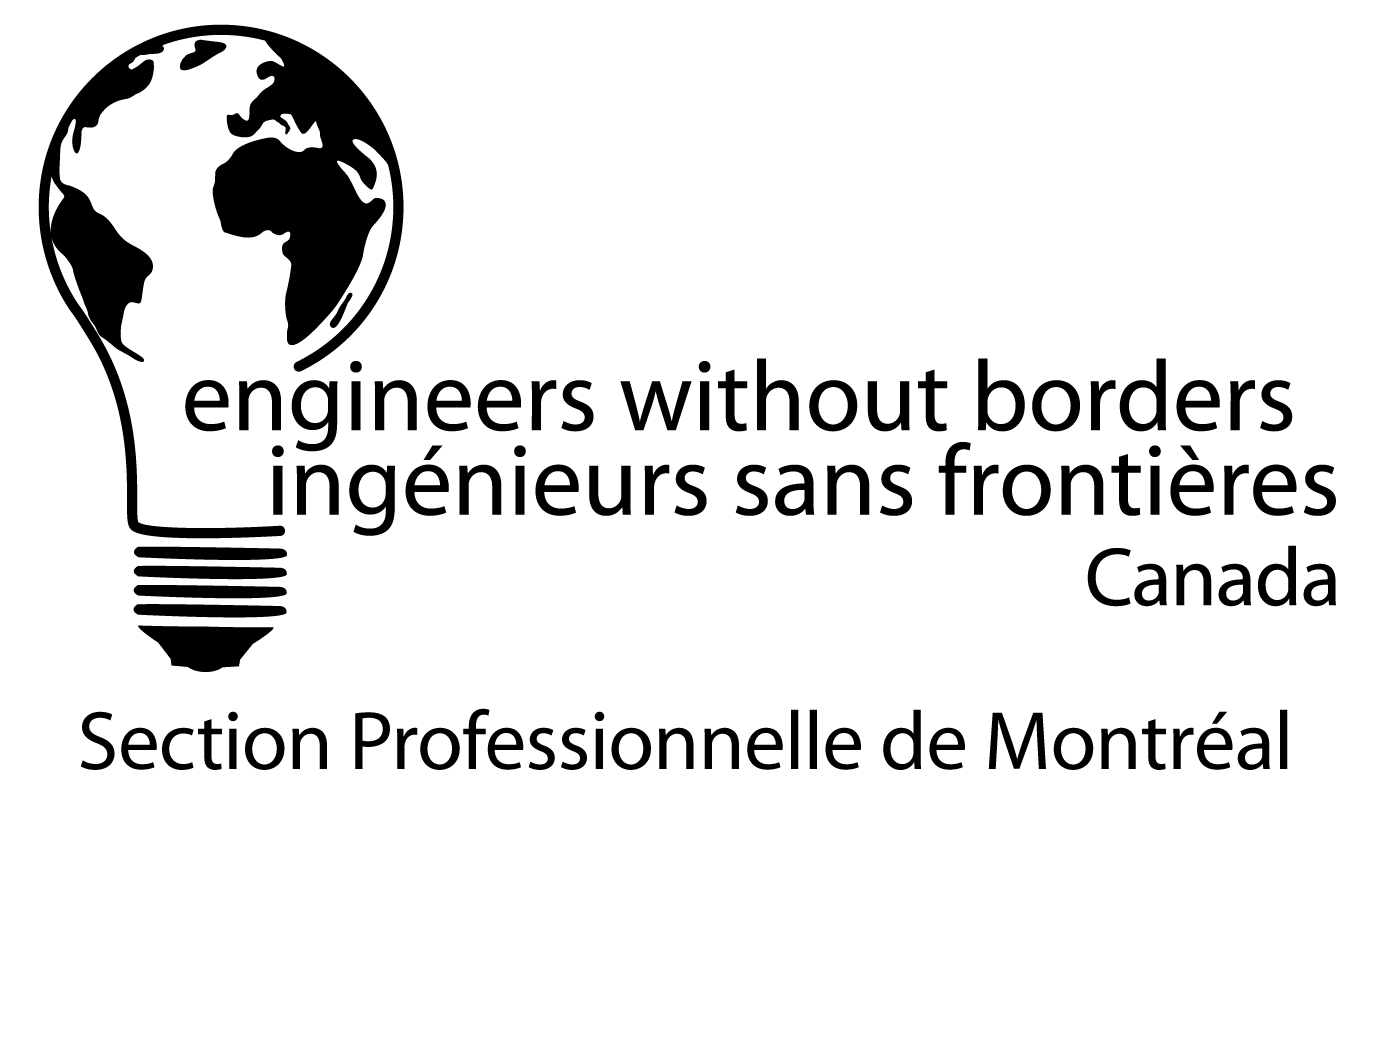 engineers without borders
ingénieurs sans frontières
Canada
Section Professionnelle de Montréal